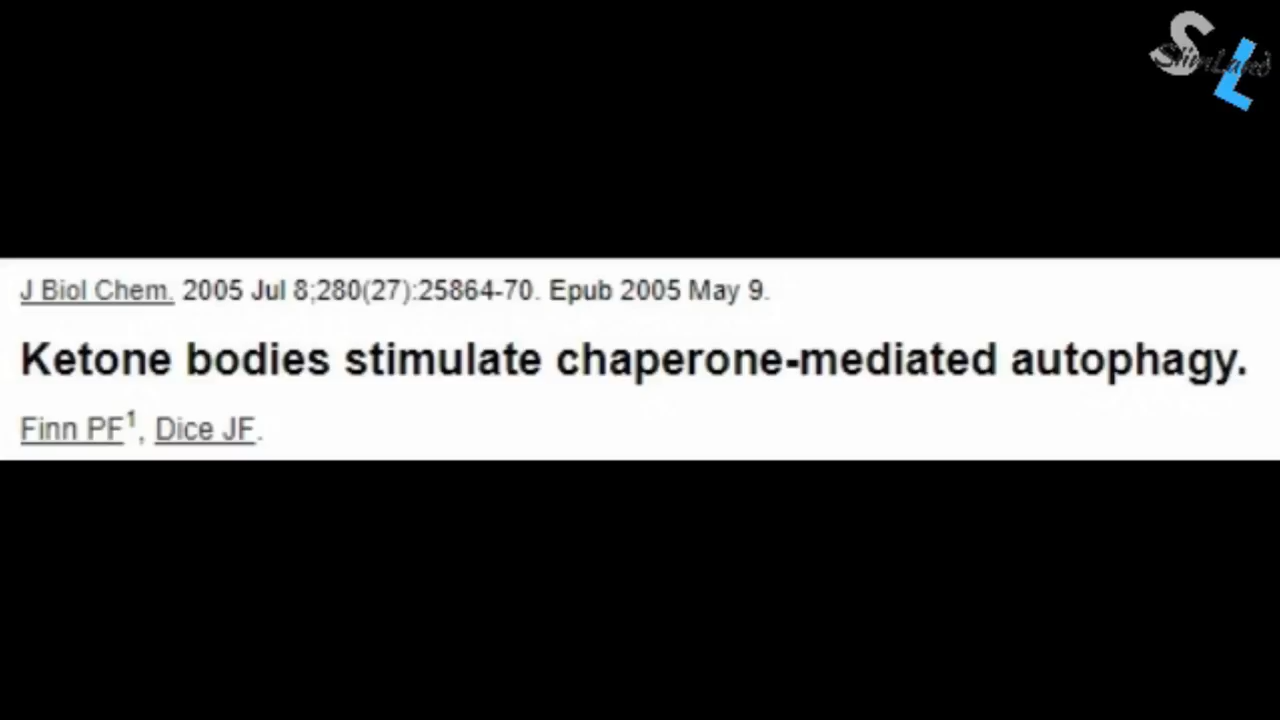 SiimLand
J Biol Chem. 2005 Jul 8;280(27):25864-70. Epub 2005 May 9.
Ketone bodies stimulate chaperone-mediated autophagy.
Finn PF1, Dice JF.